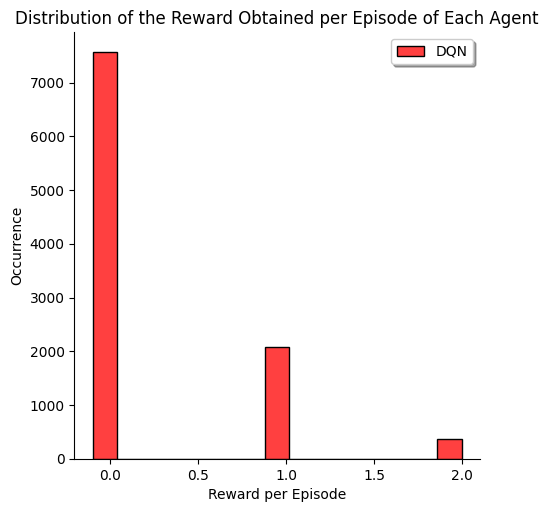 Distribution of the Reward Obtained per Episode of Each Agent
DQN
7000
6000
5000
4000
3000
2000
1000
0
Occurrence
0.0 0.5 1.0 1.5 2.0
Reward per Episode